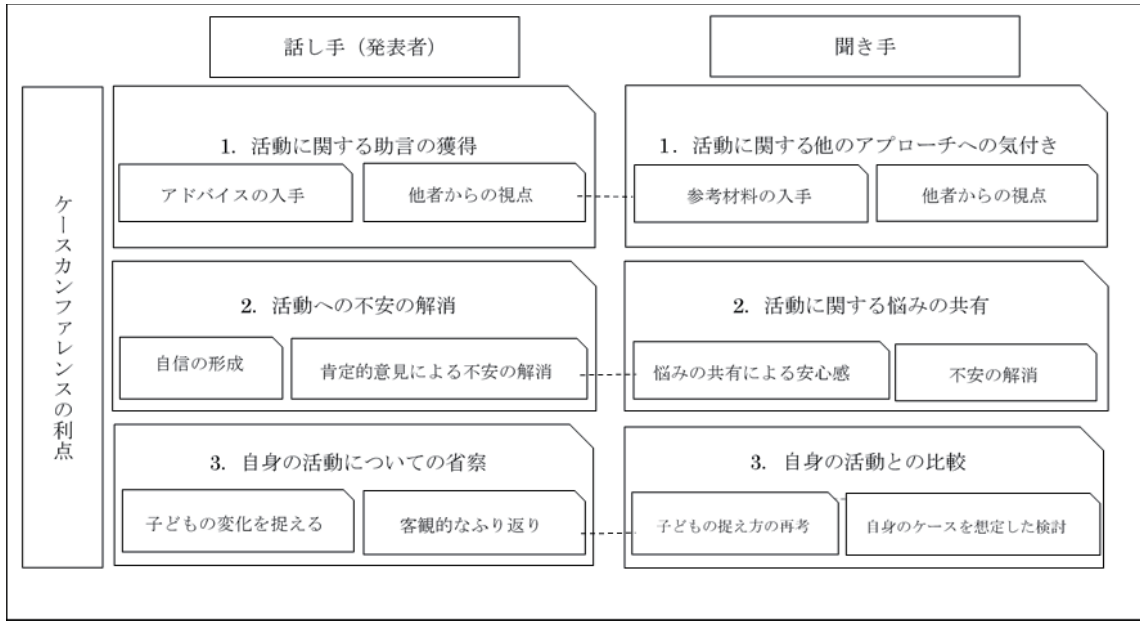 話し手（発表者）
聞き手
ケースカンファレンスの利点
1. 活動に関する助言の獲得
アドバイスの入手
他者からの視点
1. 活動に関する他のアプローチへの気付き
参考材料の入手
他者からの視点
2. 活動への不安の解消
自信の形成
肯定的意見による不安の解消
2. 活動に関する悩みの共有
悩みの共有による安心感
不安の解消
3. 自身の活動についての省察
子どもの変化を捉える
客観的なふり返り
3. 自身の活動との比較
子どもの捉え方の再考
自身のケースを想定した検討